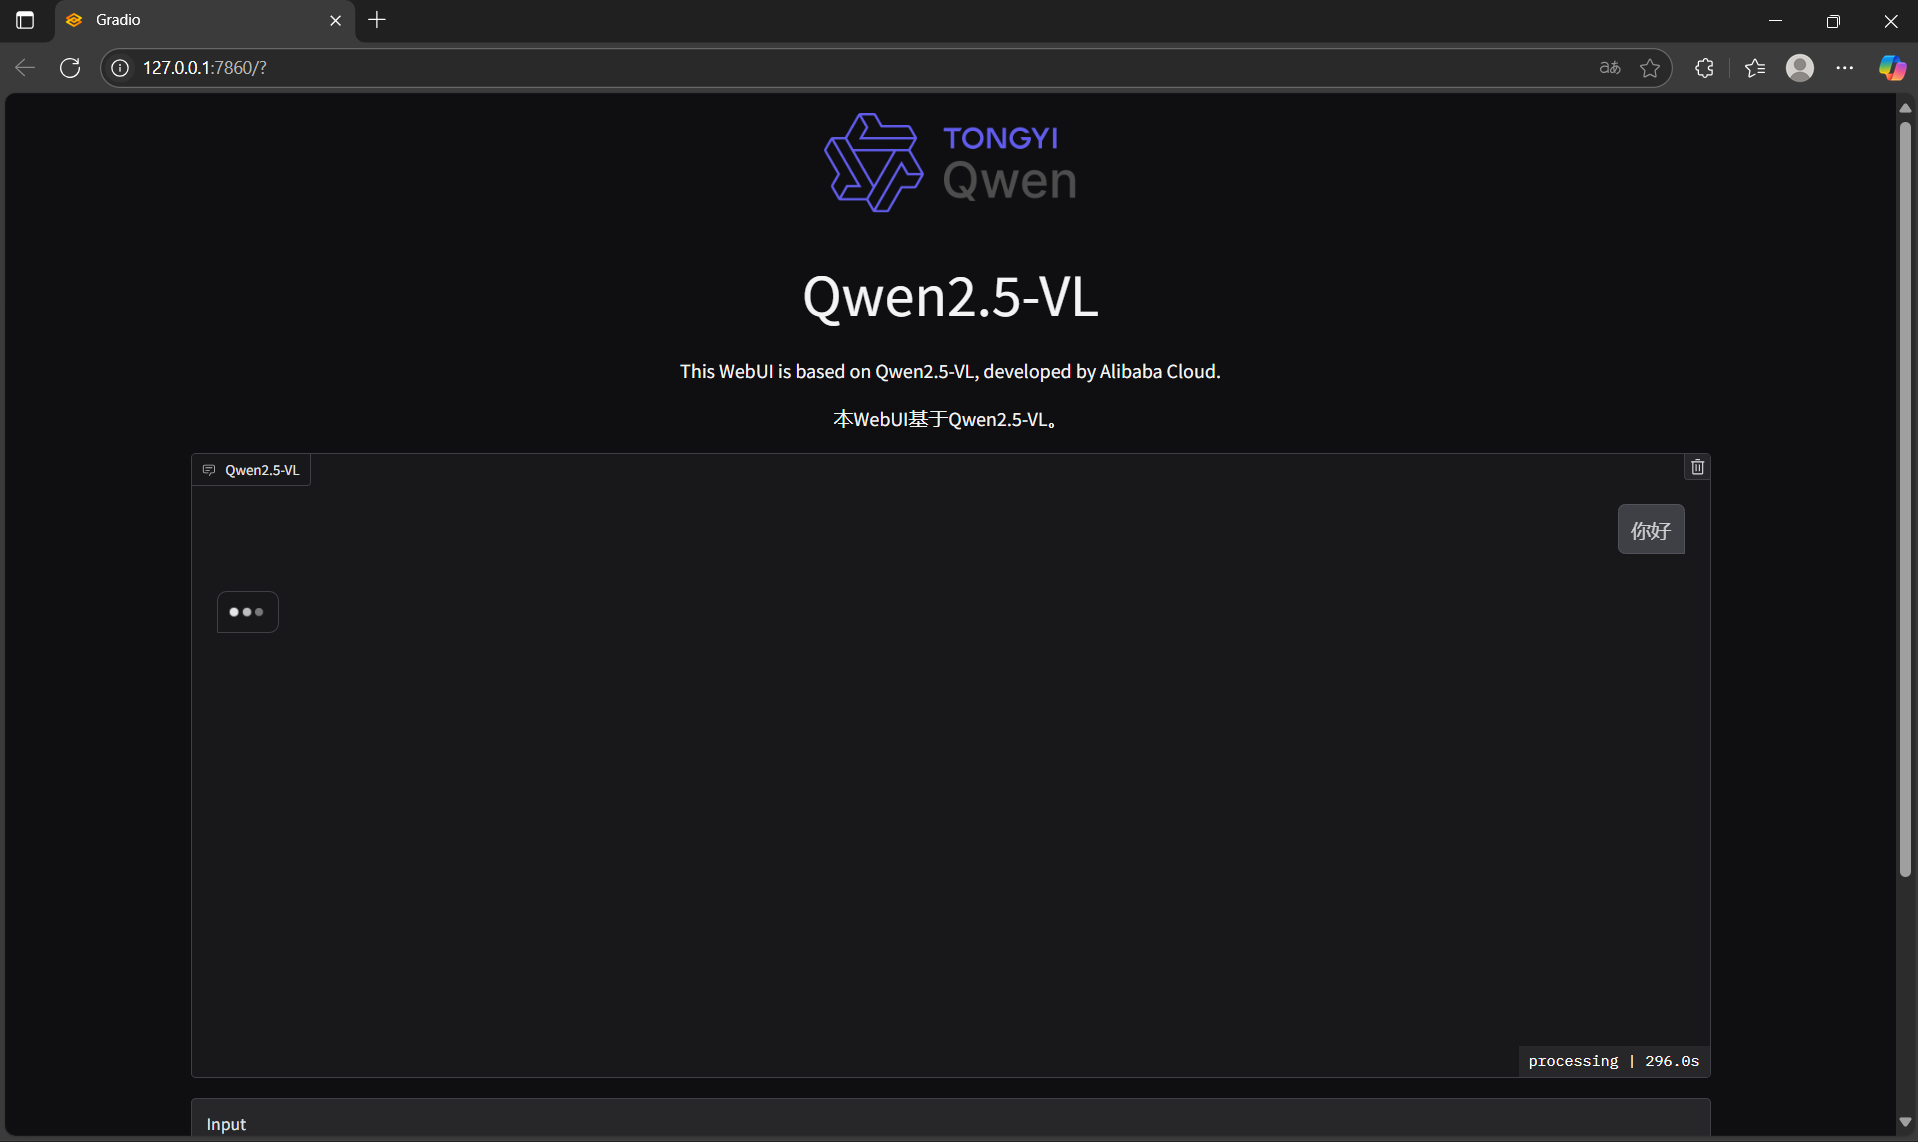 Gradio
127.0.0.1:7860/?
aあ
TONGYI
Qwen
Qwen2.5-VL
This WebUI is based on Qwen2.5-VL, developed by Alibaba Cloud.
本WebUI基于Qwen2.5-VL。
Qwen2.5-VL
你好
processing | 296.0s
Input